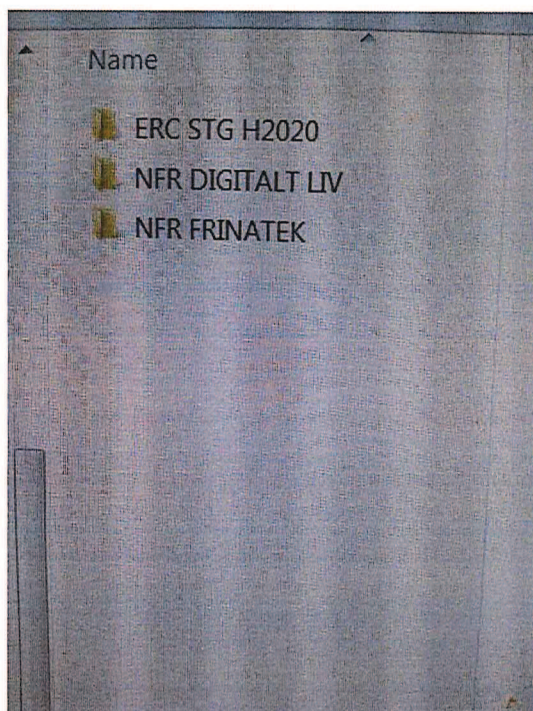 Name
ERC STG H2020
NFR DIGITALT LIV
NFR FRINATEK